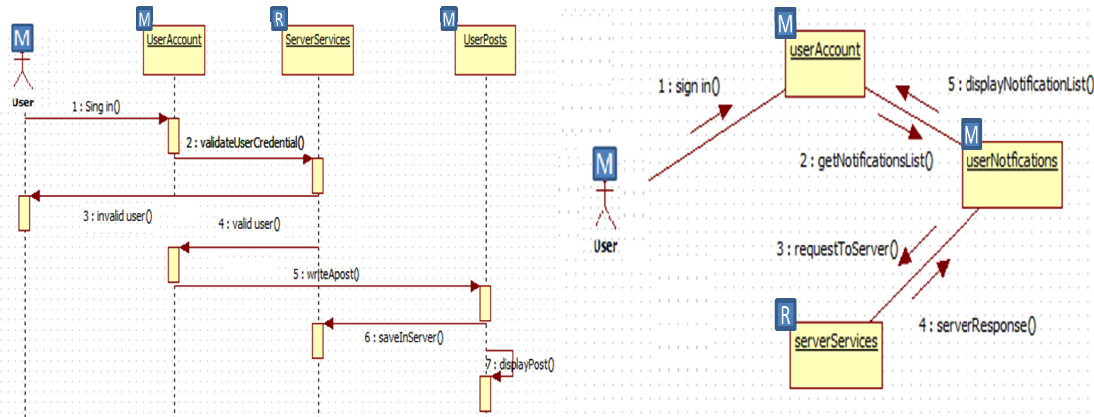 M
R
M
UserAccount
ServerServices
UserPosts
M
User
1 : Sing in()
2 : validateUserCredential()
3 : invalid user()
4 : valid user()
5 : writeApost()
6 : saveInServer()
7 : displayPost()
M
userAccount
1 : sign in()
5 : displayNotificationList()
2 : getNotificationsList()
M
userNotfications
M
User
3 : requestToServer()
4 : serverResponse()
R
serverServices